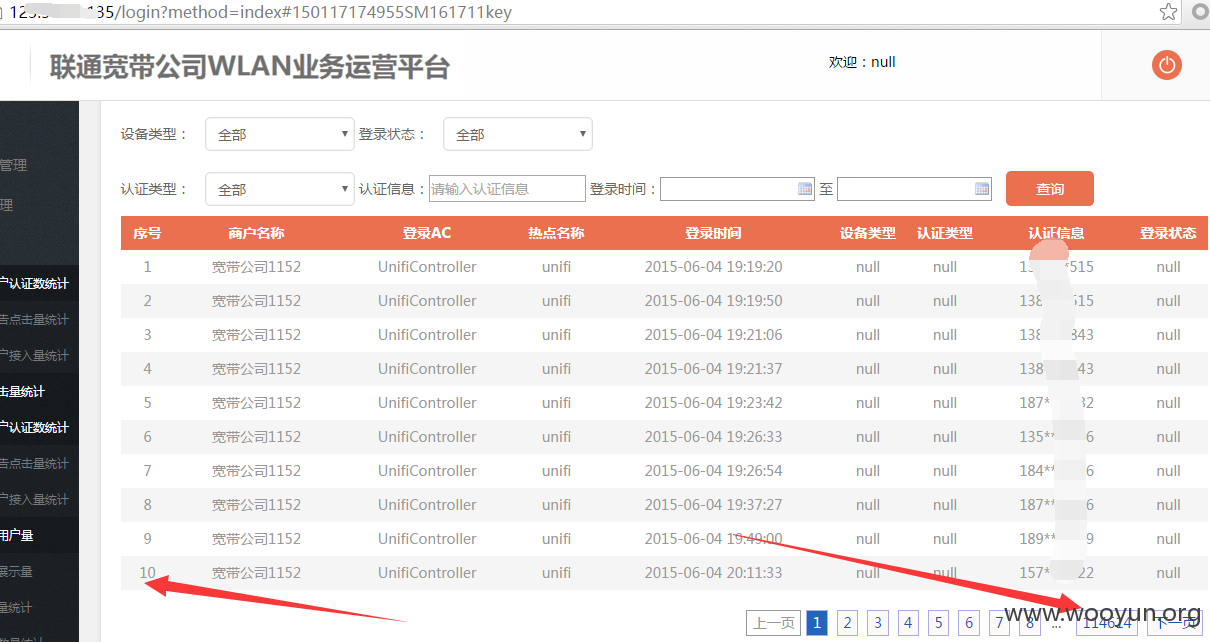 135/login?method=index#150117174955SM161711key
联通宽带公司WLAN业务运营平台
欢迎：null
管理
理
户认证数统计
告点击量统计
户接入量统计
击量统计
户认证数统计
告点击量统计
户接入量统计
用户量
展示量
量统计
设备类型： 全部 登录状态： 全部
认证类型： 全部 认证信息： 请输入认证信息 登录时间： 至 查询
序号 商户名称 登录AC 热点名称 登录时间 设备类型 认证类型 认证信息 登录状态
1 宽带公司1152 UnifiController unifi 2015-06-04 19:19:20 null null 515 null
2 宽带公司1152 UnifiController unifi 2015-06-04 19:19:50 null null 138 515 null
3 宽带公司1152 UnifiController unifi 2015-06-04 19:21:06 null null 138 843 null
4 宽带公司1152 UnifiController unifi 2015-06-04 19:21:37 null null 138 43 null
5 宽带公司1152 UnifiController unifi 2015-06-04 19:23:42 null null 187* 32 null
6 宽带公司1152 UnifiController unifi 2015-06-04 19:26:33 null null 135** 6 null
7 宽带公司1152 UnifiController unifi 2015-06-04 19:26:54 null null 184** 6 null
8 宽带公司1152 UnifiController unifi 2015-06-04 19:37:27 null null 187** 6 null
9 宽带公司1152 UnifiController unifi 2015-06-04 19:49:00 null null 189** 9 null
10 宽带公司1152 UnifiController unifi 2015-06-04 20:11:33 null null 157* 22 null
上一页 1 2 3 4 5 6 7 8 ... 114624 下一页
www.wooyun.org